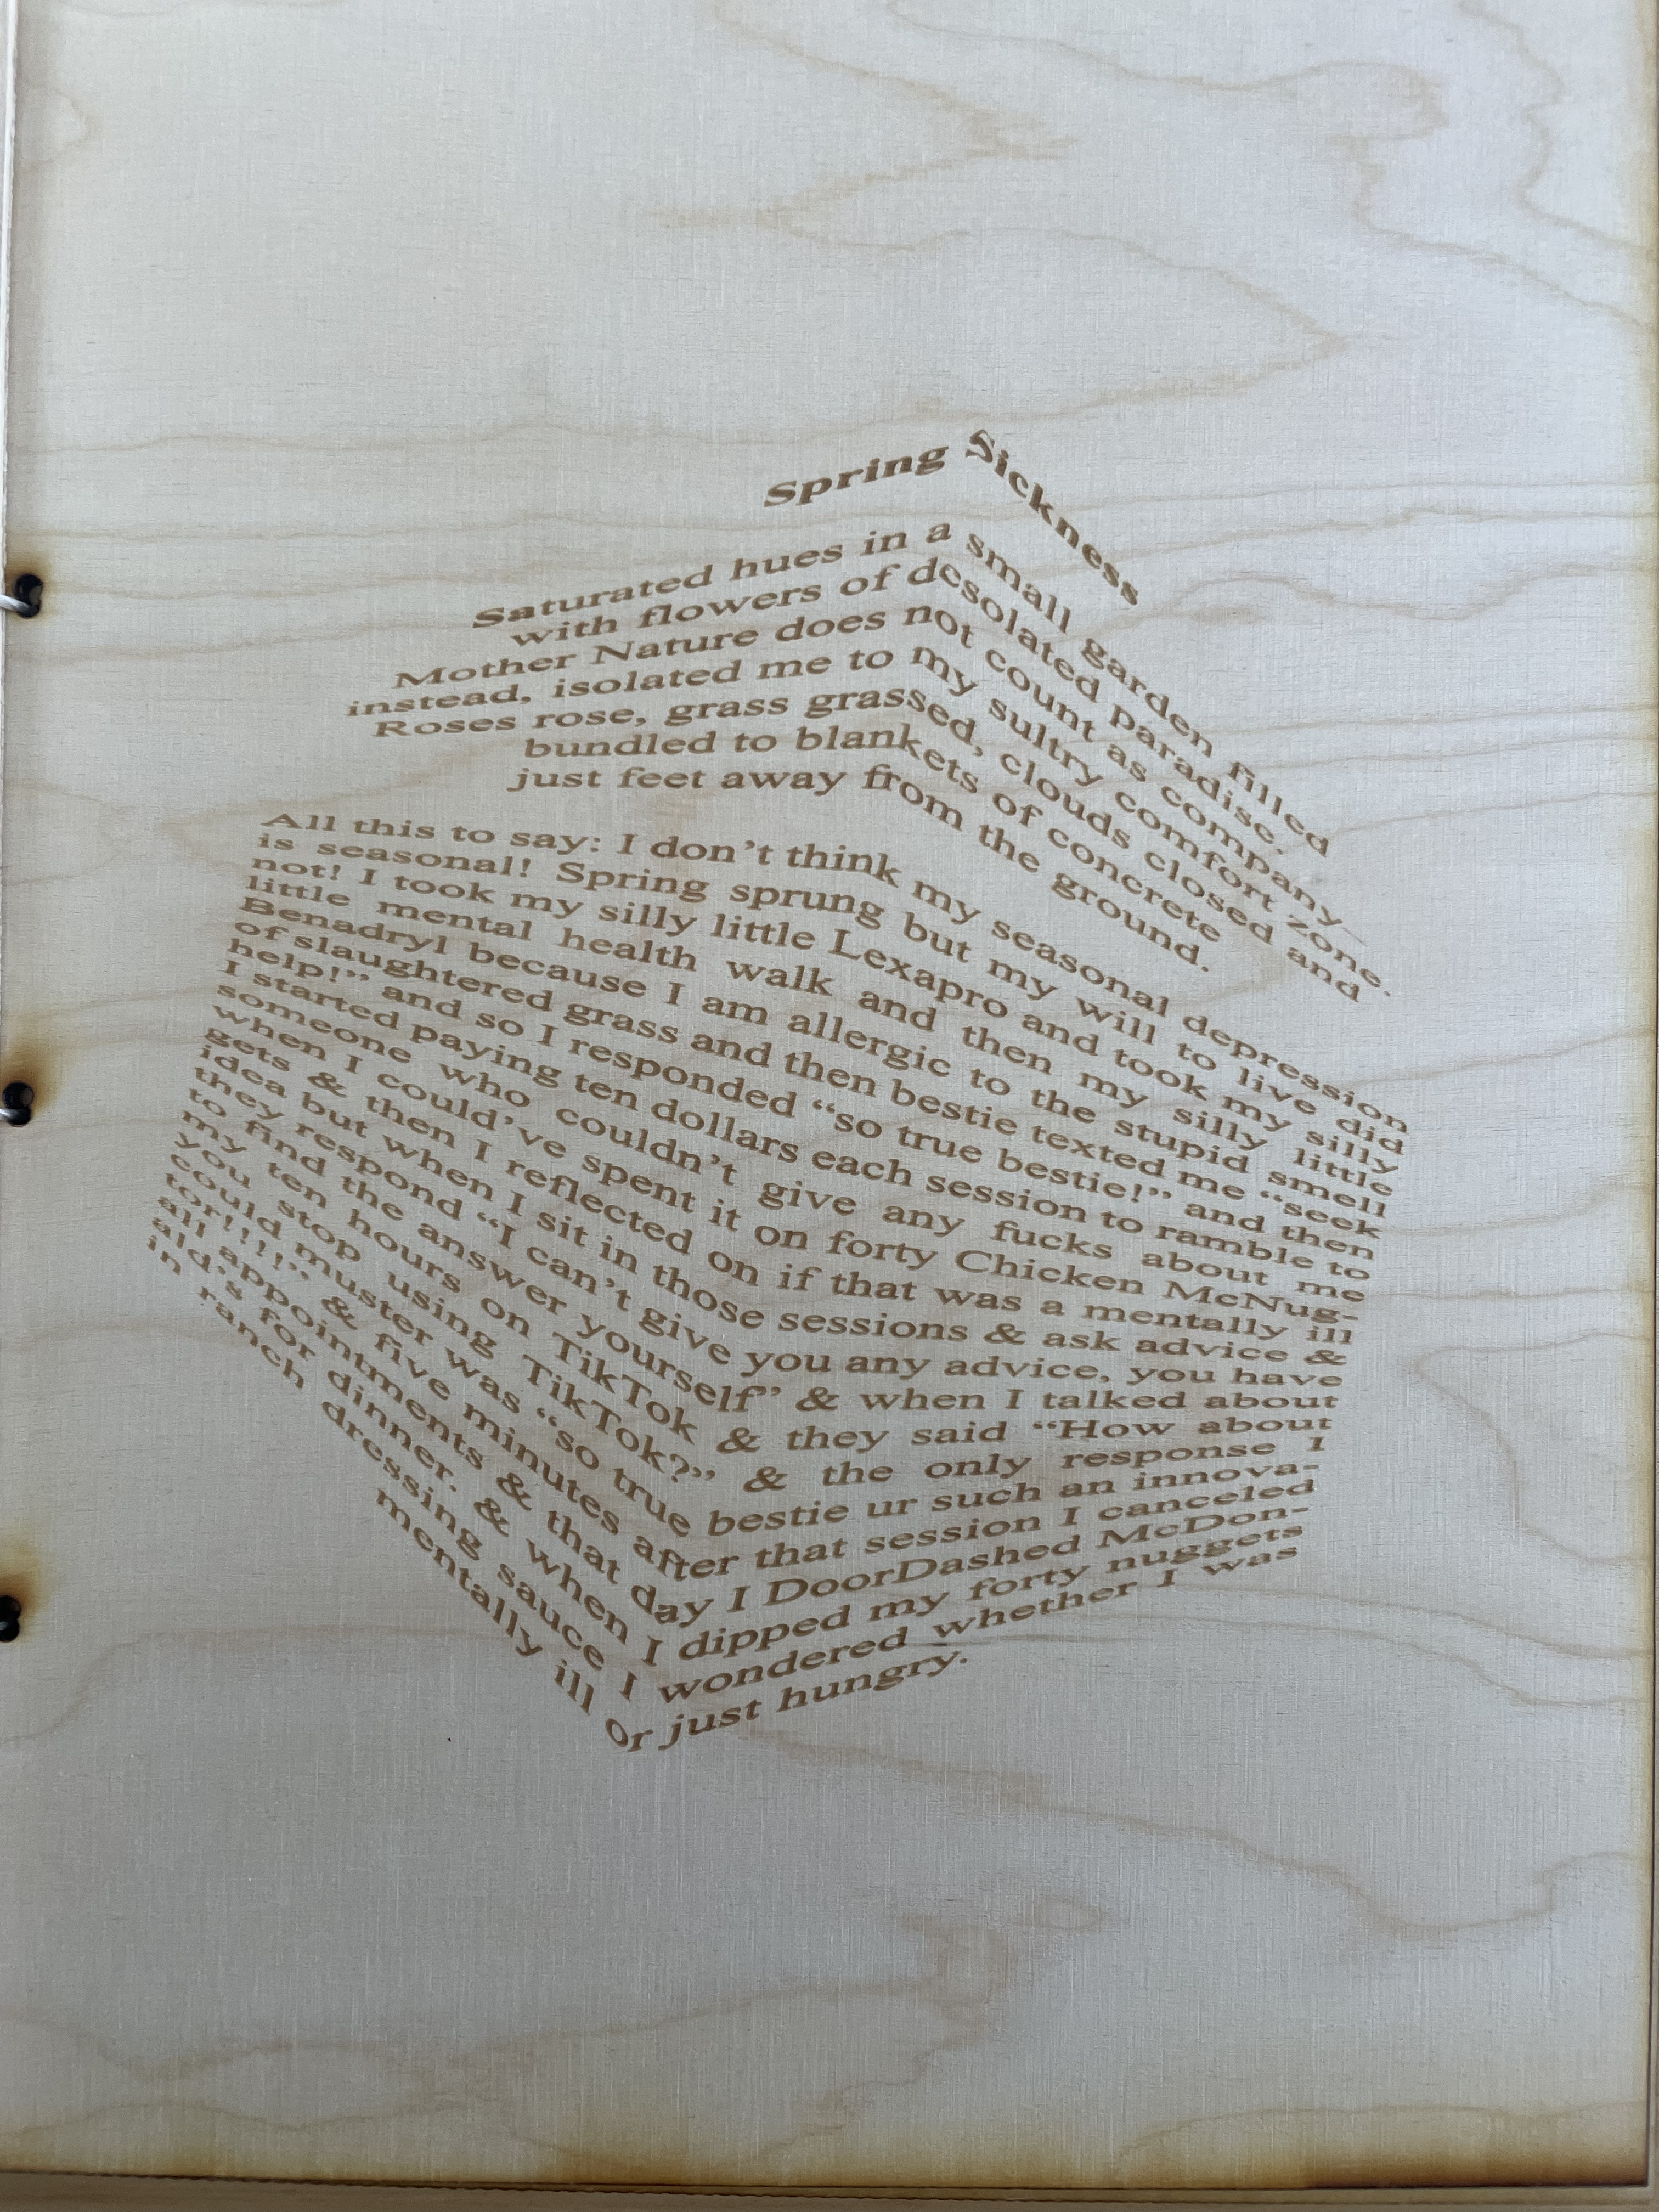 Spring Sickness
Saturated hues in a small garden filled
with flowers of desolated paradise.
Mother Nature does not count as company
instead, isolated me to my sultry comfort zone.
Roses rose, grass grassed, clouds closed and
bundled to blankets of concrete
just feet away from the ground.
All this to say: I don’t think my seasonal depression
is seasonal! Spring sprung but my will to live did
not! I took my silly little Lexapro and took my silly
little mental health walk and then my silly little
Benadryl because I am allergic to the stupid smell
of slaughtered grass and then bestie texted me “seek
help!” and so I responded “so true bestie!” and then
I started paying ten dollars each session to ramble to
someone who couldn’t give any fucks about me
when I could’ve spent it on forty Chicken McNug-
gets & then I reflected on if that was a mentally ill
idea but when I sit in those sessions & ask advice &
they respond “I can’t give you any advice, you have
to find the answer yourself” & when I talked about
my ten hours on TikTok & they said “How about
you stop using TikTok?” & the only response I
could muster was “so true bestie ur such an innova-
tor!!!!” & five minutes after that session I canceled
all appointments & that day I DoorDashed McDon-
ald’s for dinner. & when I dipped my forty nuggets
in ranch dressing sauce I wondered whether I was
mentally ill or just hungry.